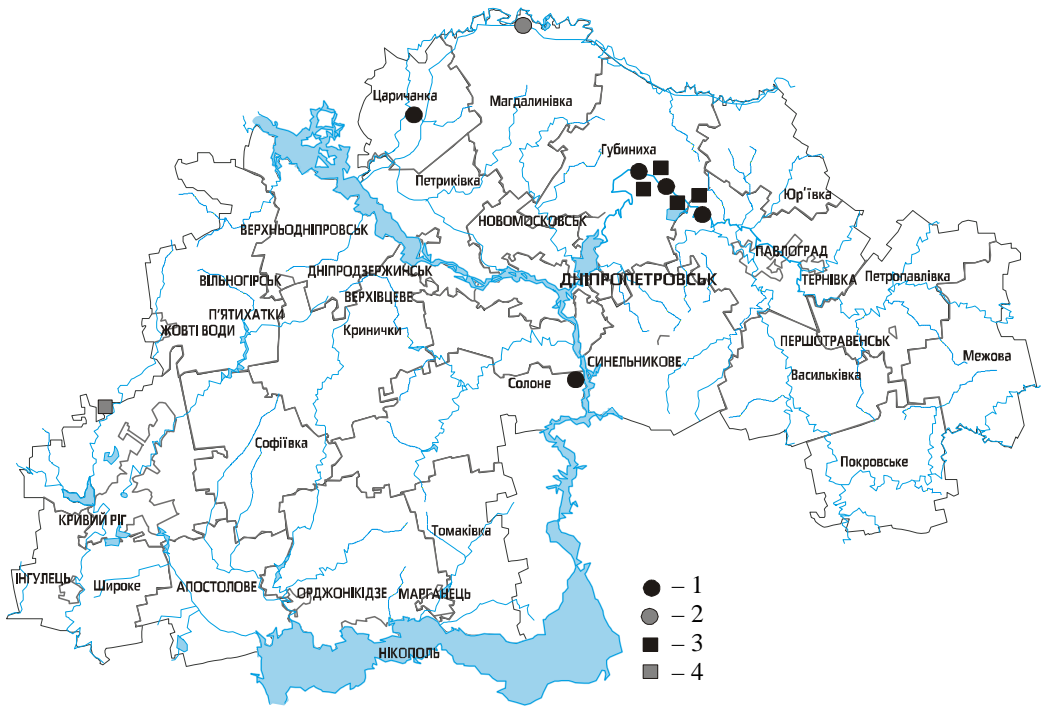 Царичанка
Магдалинівка
Губиниха
Петриківка
Юр'ївка
НОВОМОСКОВСЬК
ВЕРХНЬОДНІПРОВСЬК
ПАВЛОГРАД
ДНІПРОДЗЕРЖИНСЬК
ДНІПРОПЕТРОВСЬК
ТЕРНІВКА
Петропавлівка
ВІЛЬНОГІРСЬК
ВЕРХІВЦЕВЕ
П'ЯТИХАТКИ
ЖОВТІ ВОДИ
Кринички
ПЕРШОТРАВЕНСЬК
Межова
СИНЕЛЬНИКОВЕ
Васильківка
Солоне
Софіївка
Покровське
КРИВИЙ РІГ
Томаківка
ІНГУЛЕЦЬ
Широке
АПОСТОЛОВЕ
ОРДЖОНІКІДЗЕ
МАРГАНЕЦЬ
НІКОПОЛЬ
– 1
– 2
– 3
– 4